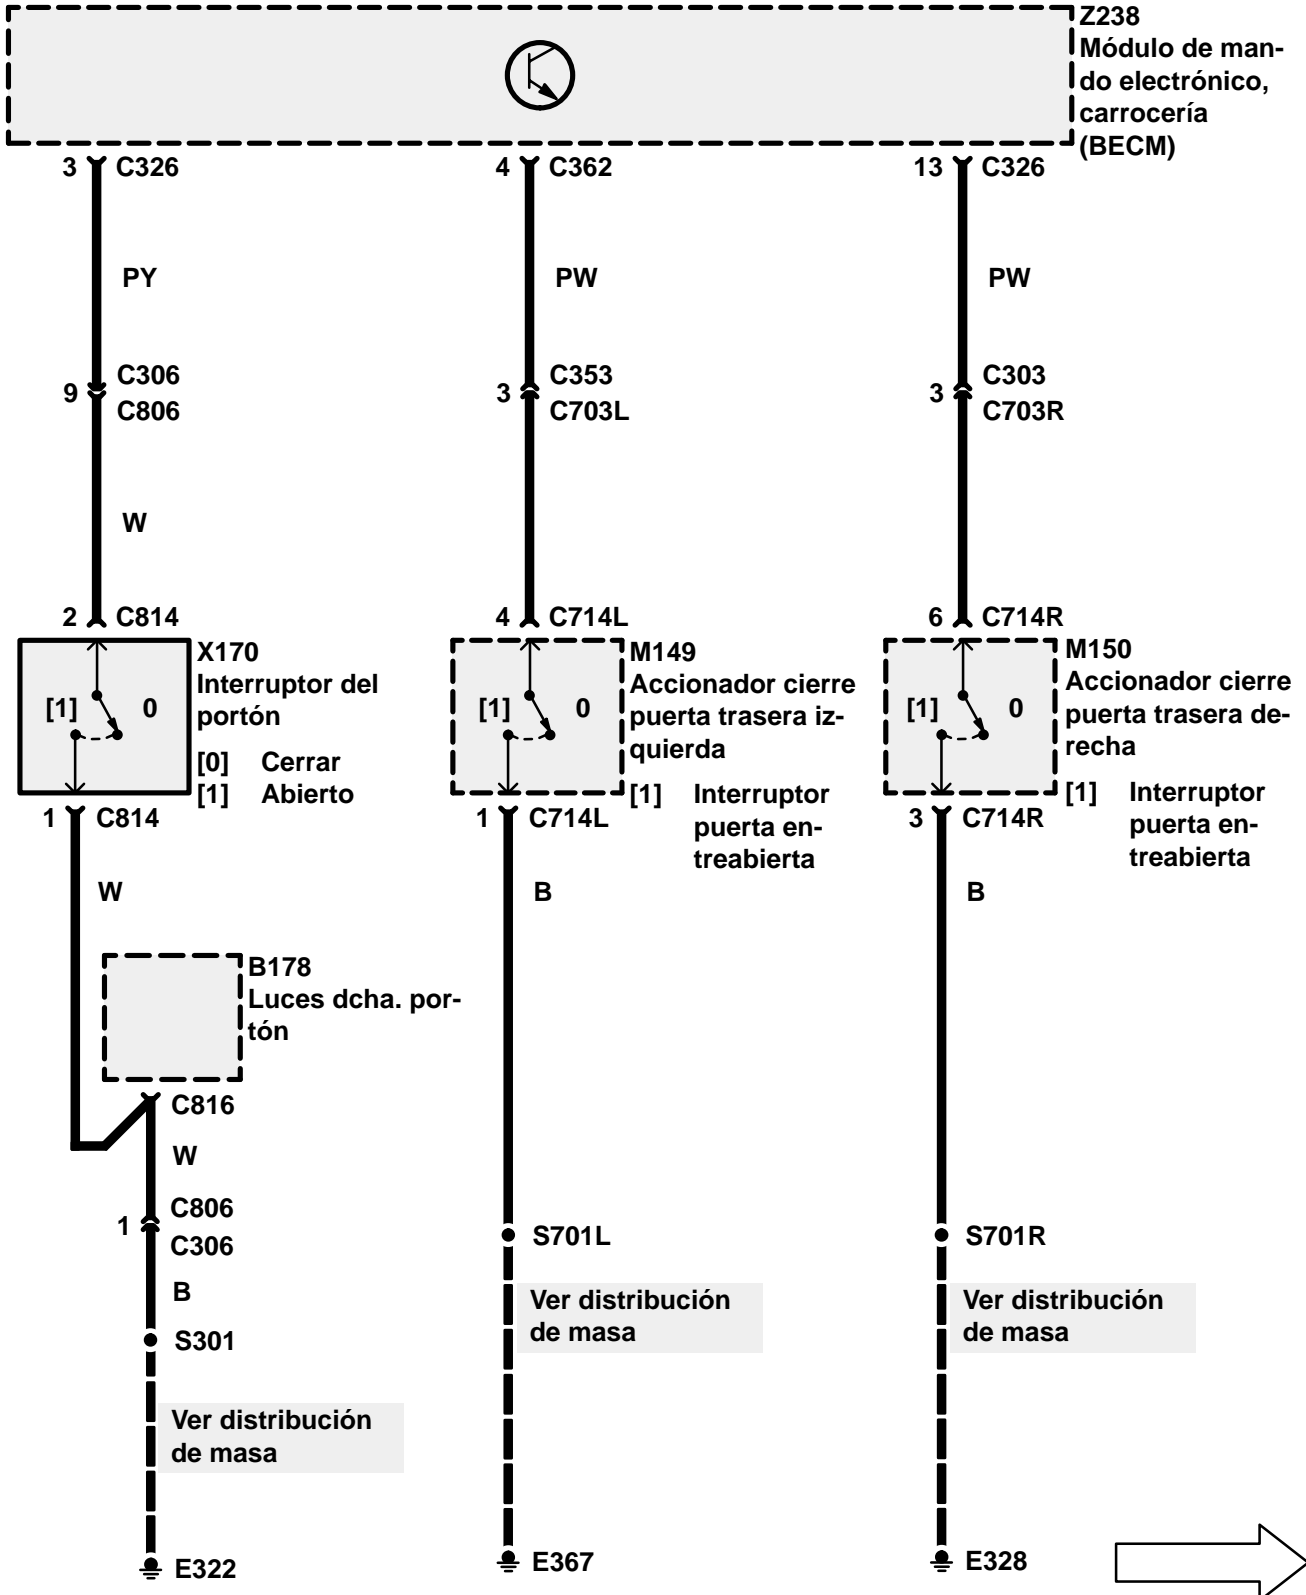 Z238
Módulo de man-
do electrónico,
carrocería
(BECM)
3 C326
4 C362
13 C326
PY
PW
PW
9 C306
C806
3 C353
C703L
3 C303
C703R
W
2 C814
4 C714L
6 C714R
X170
Interruptor del
portón
[0] Cerrar
[1] Abierto
[1] 0
M149
Accionador cierre
puerta trasera iz-
quierda
[1] Interruptor
puerta en-
treabierta
[1] 0
M150
Accionador cierre
puerta trasera de-
recha
[1] Interruptor
puerta en-
treabierta
[1] 0
1 C814
1 C714L
3 C714R
W
B
B
B178
Luces dcha. por-
tón
C816
W
1 C806
C306
B
S301
S701L
S701R
Ver distribución
de masa
Ver distribución
de masa
Ver distribución
de masa
E322
E367
E328